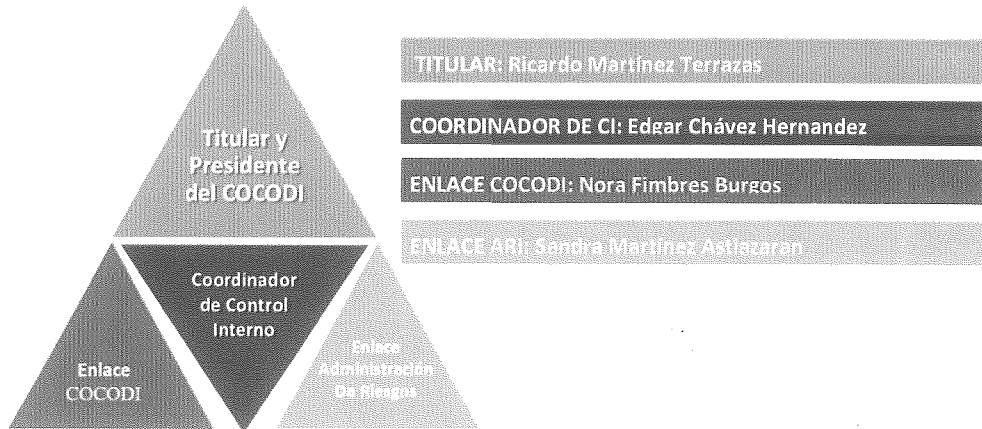 Titular y
Presidente
del COCODI
Coordinador
de Control
Interno
Enlace
COCODI
Enlace
Administración
De Riesgos
TITULAR: Ricardo Martínez Terrazas
COORDINADOR DE CI: Edgar Chávez Hernandez
ENLACE COCODI: Nora Fimbres Burgos
ENLACE ARI: Sandra Martínez Astiazaran